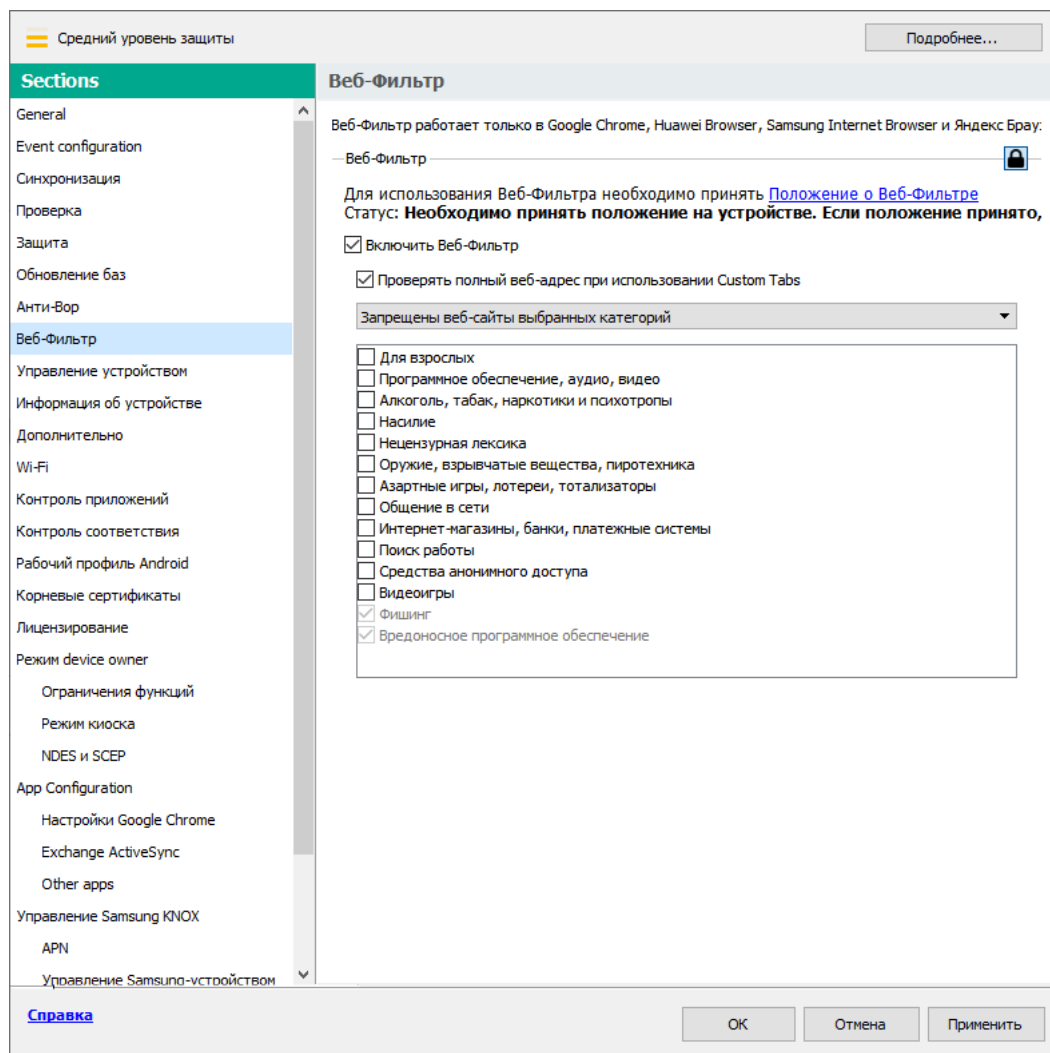 Средний уровень защиты
Подробнее...
Sections
General
Event configuration
Синхронизация
Проверка
Защита
Обновление баз
Анти-Вор
Веб-Фильтр
Управление устройством
Информация об устройстве
Дополнительно
Wi-Fi
Контроль приложений
Контроль соответствия
Рабочий профиль Android
Корневые сертификаты
Лицензирование
Режим device owner
Ограничения функций
Режим киоска
NDES и SCEP
App Configuration
Настройки Google Chrome
Exchange ActiveSync
Other apps
Управление Samsung KNOX
APN
Управление Samsung-устройством
Веб-Фильтр
Веб-Фильтр работает только в Google Chrome, Huawei Browser, Samsung Internet Browser и Яндекс Брау
Веб-Фильтр
Для использования Веб-Фильтра необходимо принять Положение о Веб-Фильтре
Статус: Необходимо принять положение на устройстве. Если положение принято,
Включить Веб-Фильтр
Проверять полный веб-адрес при использовании Custom Tabs
Запрещены веб-сайты выбранных категорий
Для взрослых
Программное обеспечение, аудио, видео
Алкоголь, табак, наркотики и психотропы
Насилие
Нецензурная лексика
Оружие, взрывчатые вещества, пиротехника
Азартные игры, лотереи, тотализаторы
Общение в сети
Интернет-магазины, банки, платежные системы
Поиск работы
Средства анонимного доступа
Видеоигры
Фишинг
Вредоносное программное обеспечение
Справка
OK
Отмена
Применить